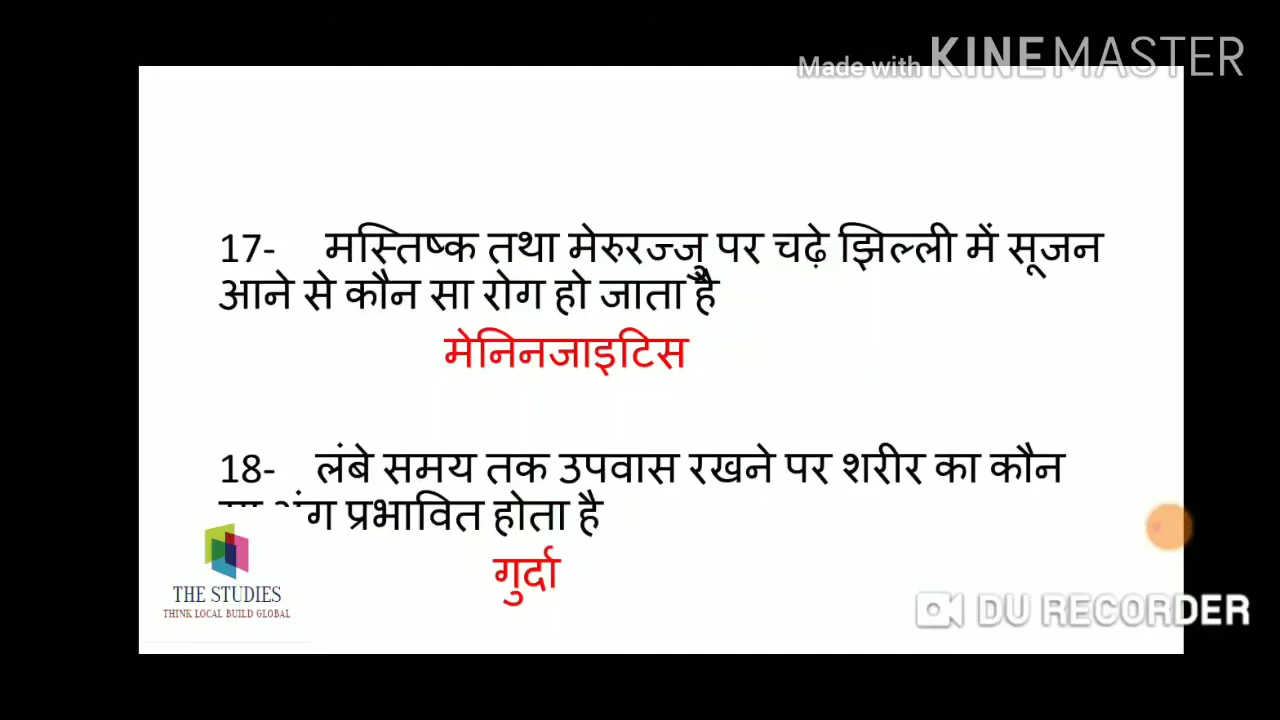 Made with KINEMASTER
17- मस्तिष्क तथा मेरुरज्जु पर चढ़े झिल्ली में सूजन
आने से कौन सा रोग हो जाता है
मेनिनजाइटिस
18- लंबे समय तक उपवास रखने पर शरीर का कौन
प्रभावित होता है
गुर्दा
THE STUDIES
THINK LOCAL BUILD GLOBAL
DU RECORDER